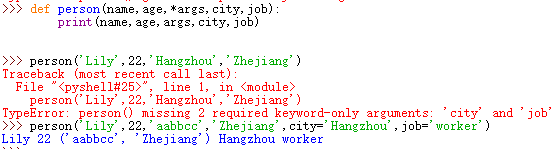 >>> def person(name,age,*args,city,job):
        print(name,age,args,city,job)
>>> person('Lily',22,'Hangzhou','Zhejiang')
Traceback (most recent call last):
  File "<pyshell#25>", line 1, in <module>
    person('Lily',22,'Hangzhou','Zhejiang')
TypeError: person() missing 2 required keyword-only arguments: 'city' and 'job'
>>> person('Lily',22,'aabbcc','Zhejiang',city='Hangzhou',job='worker')
Lily 22 ('aabbcc', 'Zhejiang') Hangzhou worker